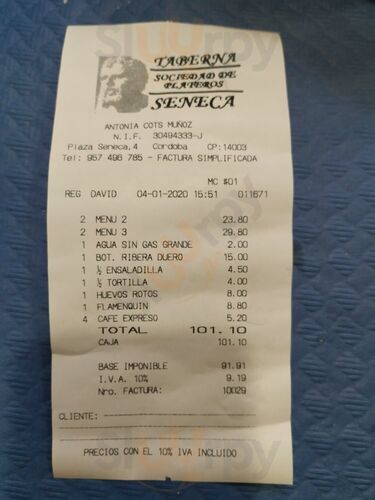 Sluurpy
TABERNA
SOCIEDAD DE
PLATEROS
SENECA
ANTONIA COTS MUÑOZ
N.I.F. 30494333-J
Plaza Seneca,4 Cordoba CP:14003
Tel: 957 496 785 - FACTURA SIMPLIFICADA
MC #01
REG DAVID 04-01-2020 15:51 011671
2 MENU 2 23.80
2 MENU 3 29.80
1 AGUA SIN GAS GRANDE 2.00
1 BOT. RIBERA DUERO 15.00
1 ½ ENSALADILLA 4.50
1 ½ TORTILLA 4.00
1 HUEVOS ROTOS 8.00
1 FLAMENQUIN 8.80
4 CAFE EXPRESO 5.20
TOTAL 101.10
CAJA 101.10
BASE IMPONIBLE 91.91
I.V.A. 10% 9.19
Nro. FACTURA: 10029
CLIENTE:
PRECIOS CON EL 10% IVA INCLUIDO
Sluurpy